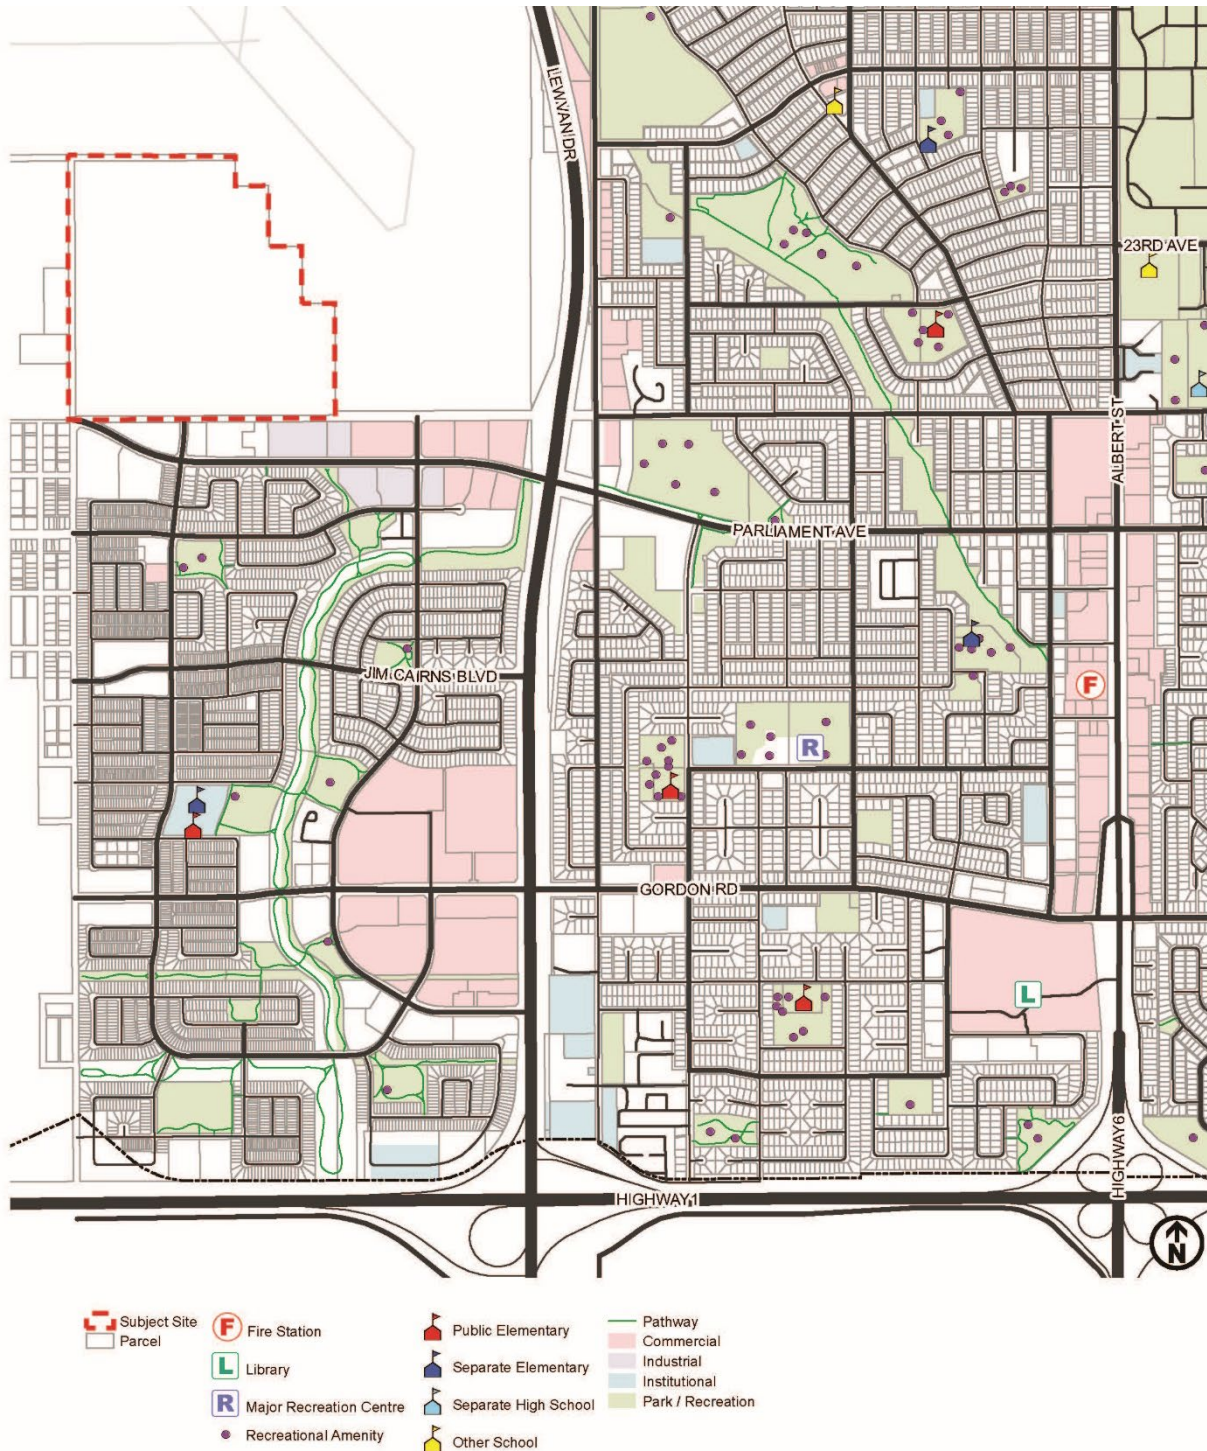 LEWVAN DR
23RD AVE
ALBERT ST
PARLIAMENT AVE
JIM CAIRNS BLVD
R
F
GORDON RD
L
HIGHWAY 6
HIGHWAY 1
N
Subject Site
Parcel
F Fire Station
L Library
R Major Recreation Centre
Recreational Amenity
Public Elementary
Separate Elementary
Separate High School
Other School
Pathway
Commercial
Industrial
Institutional
Park / Recreation